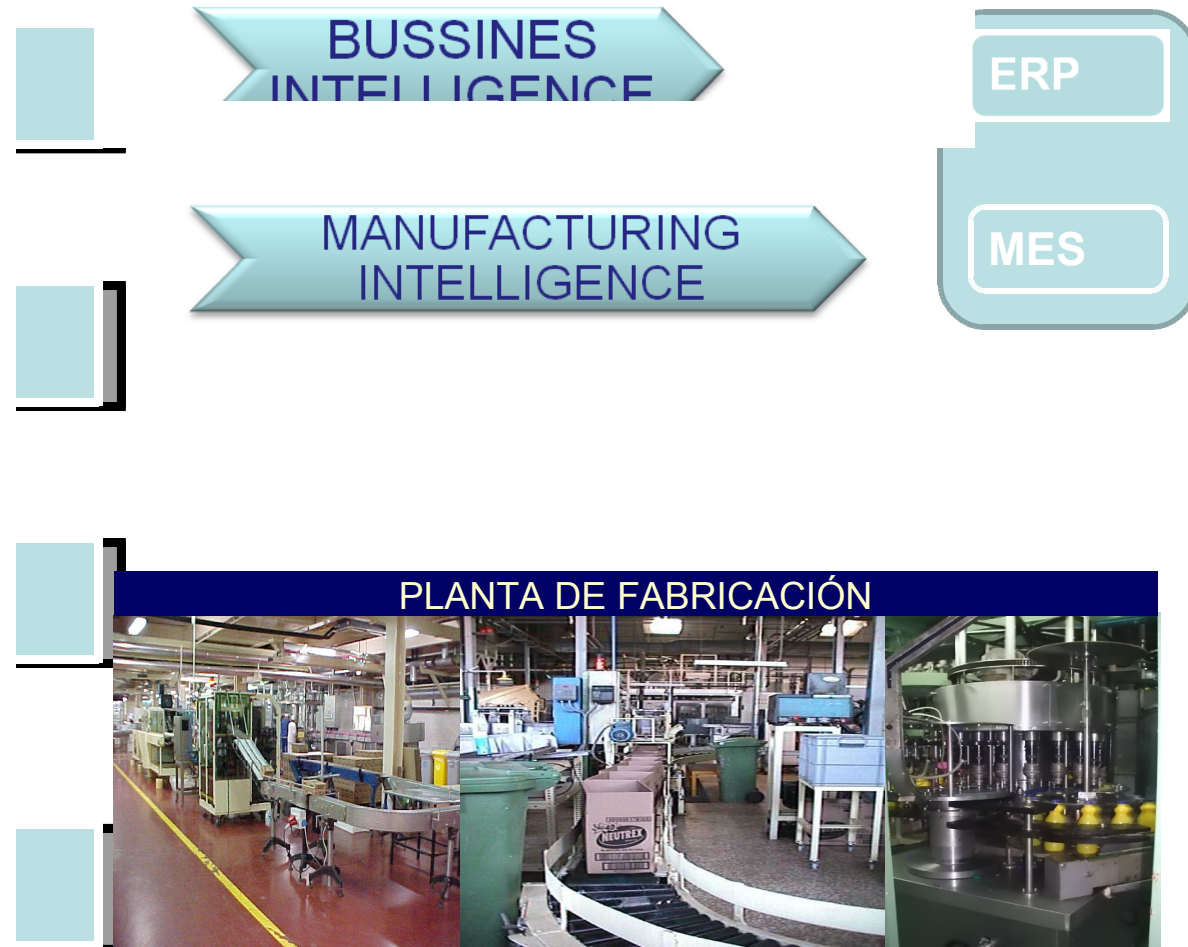 BUSSINES
INTELLIGENCE
ERP
MANUFACTURING
INTELLIGENCE
MES
PLANTA DE FABRICACIÓN
NEUTREX